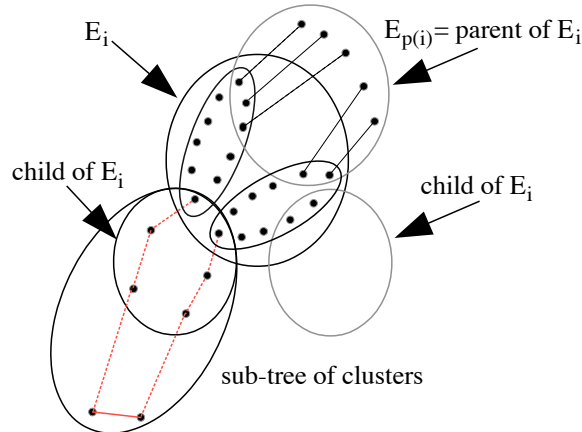 E_i
E_p(i)= parent of E_i
child of E_i
child of E_i
sub-tree of clusters